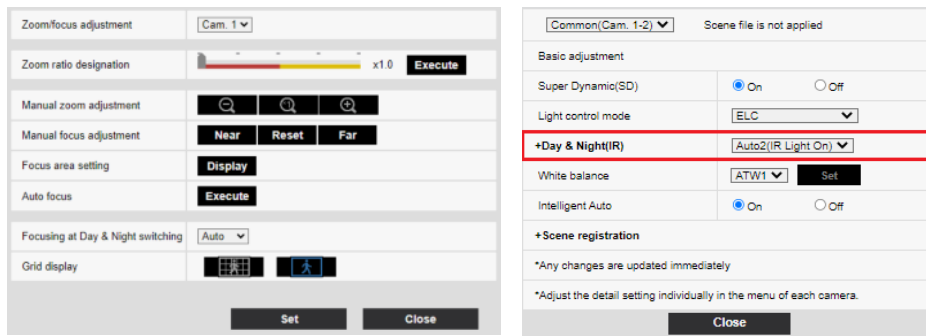 Zoom/focus adjustment Cam. 1
Zoom ratio designation x1.0 Execute
Manual zoom adjustment
Manual focus adjustment Near Reset Far
Focus area setting Display
Auto focus Execute
Focusing at Day & Night switching Auto
Grid display
Set Close
Common(Cam. 1-2) Scene file is not applied
Basic adjustment
Super Dynamic(SD) On Off
Light control mode ELC
+Day & Night(IR) Auto2(IR Light On)
White balance ATW1 Set
Intelligent Auto On Off
+Scene registration
*Any changes are updated immediately
*Adjust the detail setting individually in the menu of each camera.
Close